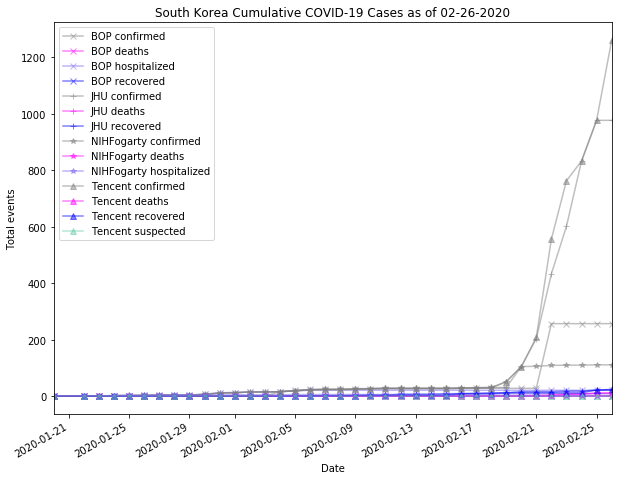 South Korea Cumulative COVID-19 Cases as of 02-26-2020
BOP confirmed
BOP deaths
BOP hospitalized
BOP recovered
JHU confirmed
JHU deaths
JHU recovered
NIHFogarty confirmed
NIHFogarty deaths
NIHFogarty hospitalized
Tencent confirmed
Tencent deaths
Tencent recovered
Tencent suspected
Total events
1200
1000
800
600
400
200
0
2020-01-21
2020-01-25
2020-01-29
2020-02-01
2020-02-05
2020-02-09
2020-02-13
2020-02-17
2020-02-21
2020-02-25
Date